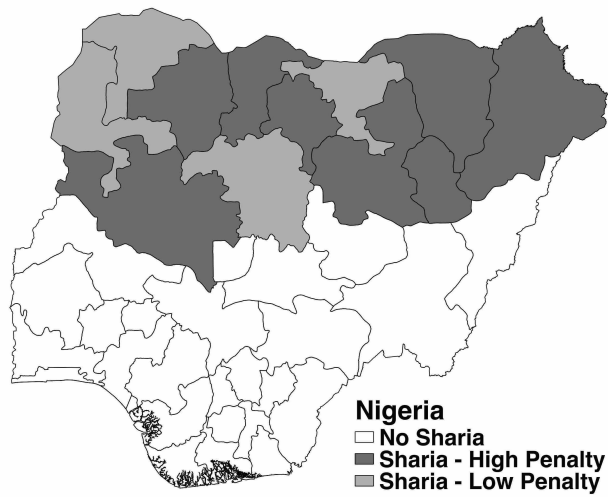 Nigeria
No Sharia
Sharia - High Penalty
Sharia - Low Penalty